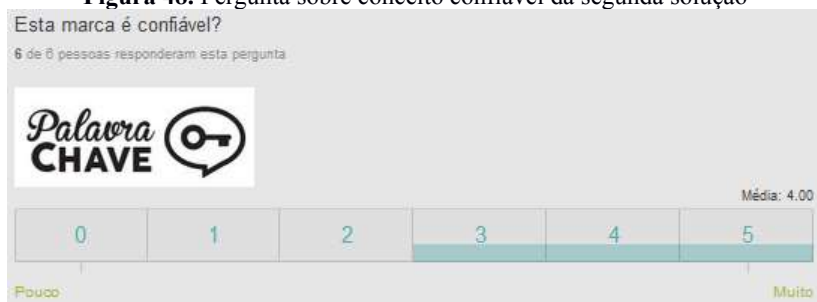 Figura 48. Pergunta sobre conceito confiável da segunda solução
Esta marca é confiável?
6 de 6 pessoas responderam esta pergunta
Palavra
CHAVE
Média: 4.00
0 1 2 3 4 5
Pouco Muito